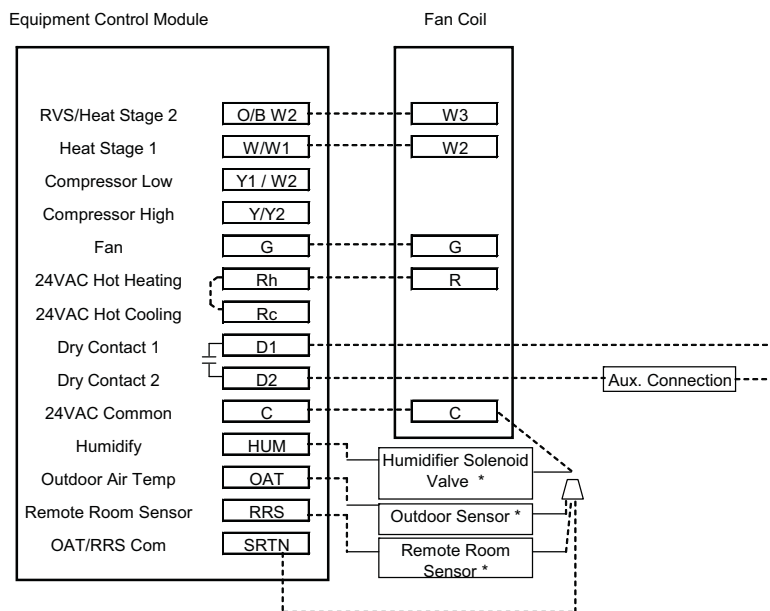 Equipment Control Module
Fan Coil
RVS/Heat Stage 2 O/B W2 W3
Heat Stage 1 W/W1 W2
Compressor Low Y1 / W2
Compressor High Y/Y2
Fan G G
24VAC Hot Heating Rh R
24VAC Hot Cooling Rc
Dry Contact 1 D1
Dry Contact 2 D2 Aux. Connection
24VAC Common C C
Humidify HUM
Humidifier Solenoid
Valve *
Outdoor Air Temp OAT
Outdoor Sensor *
Remote Room Sensor RRS
Remote Room
Sensor *
OAT/RRS Com SRTN